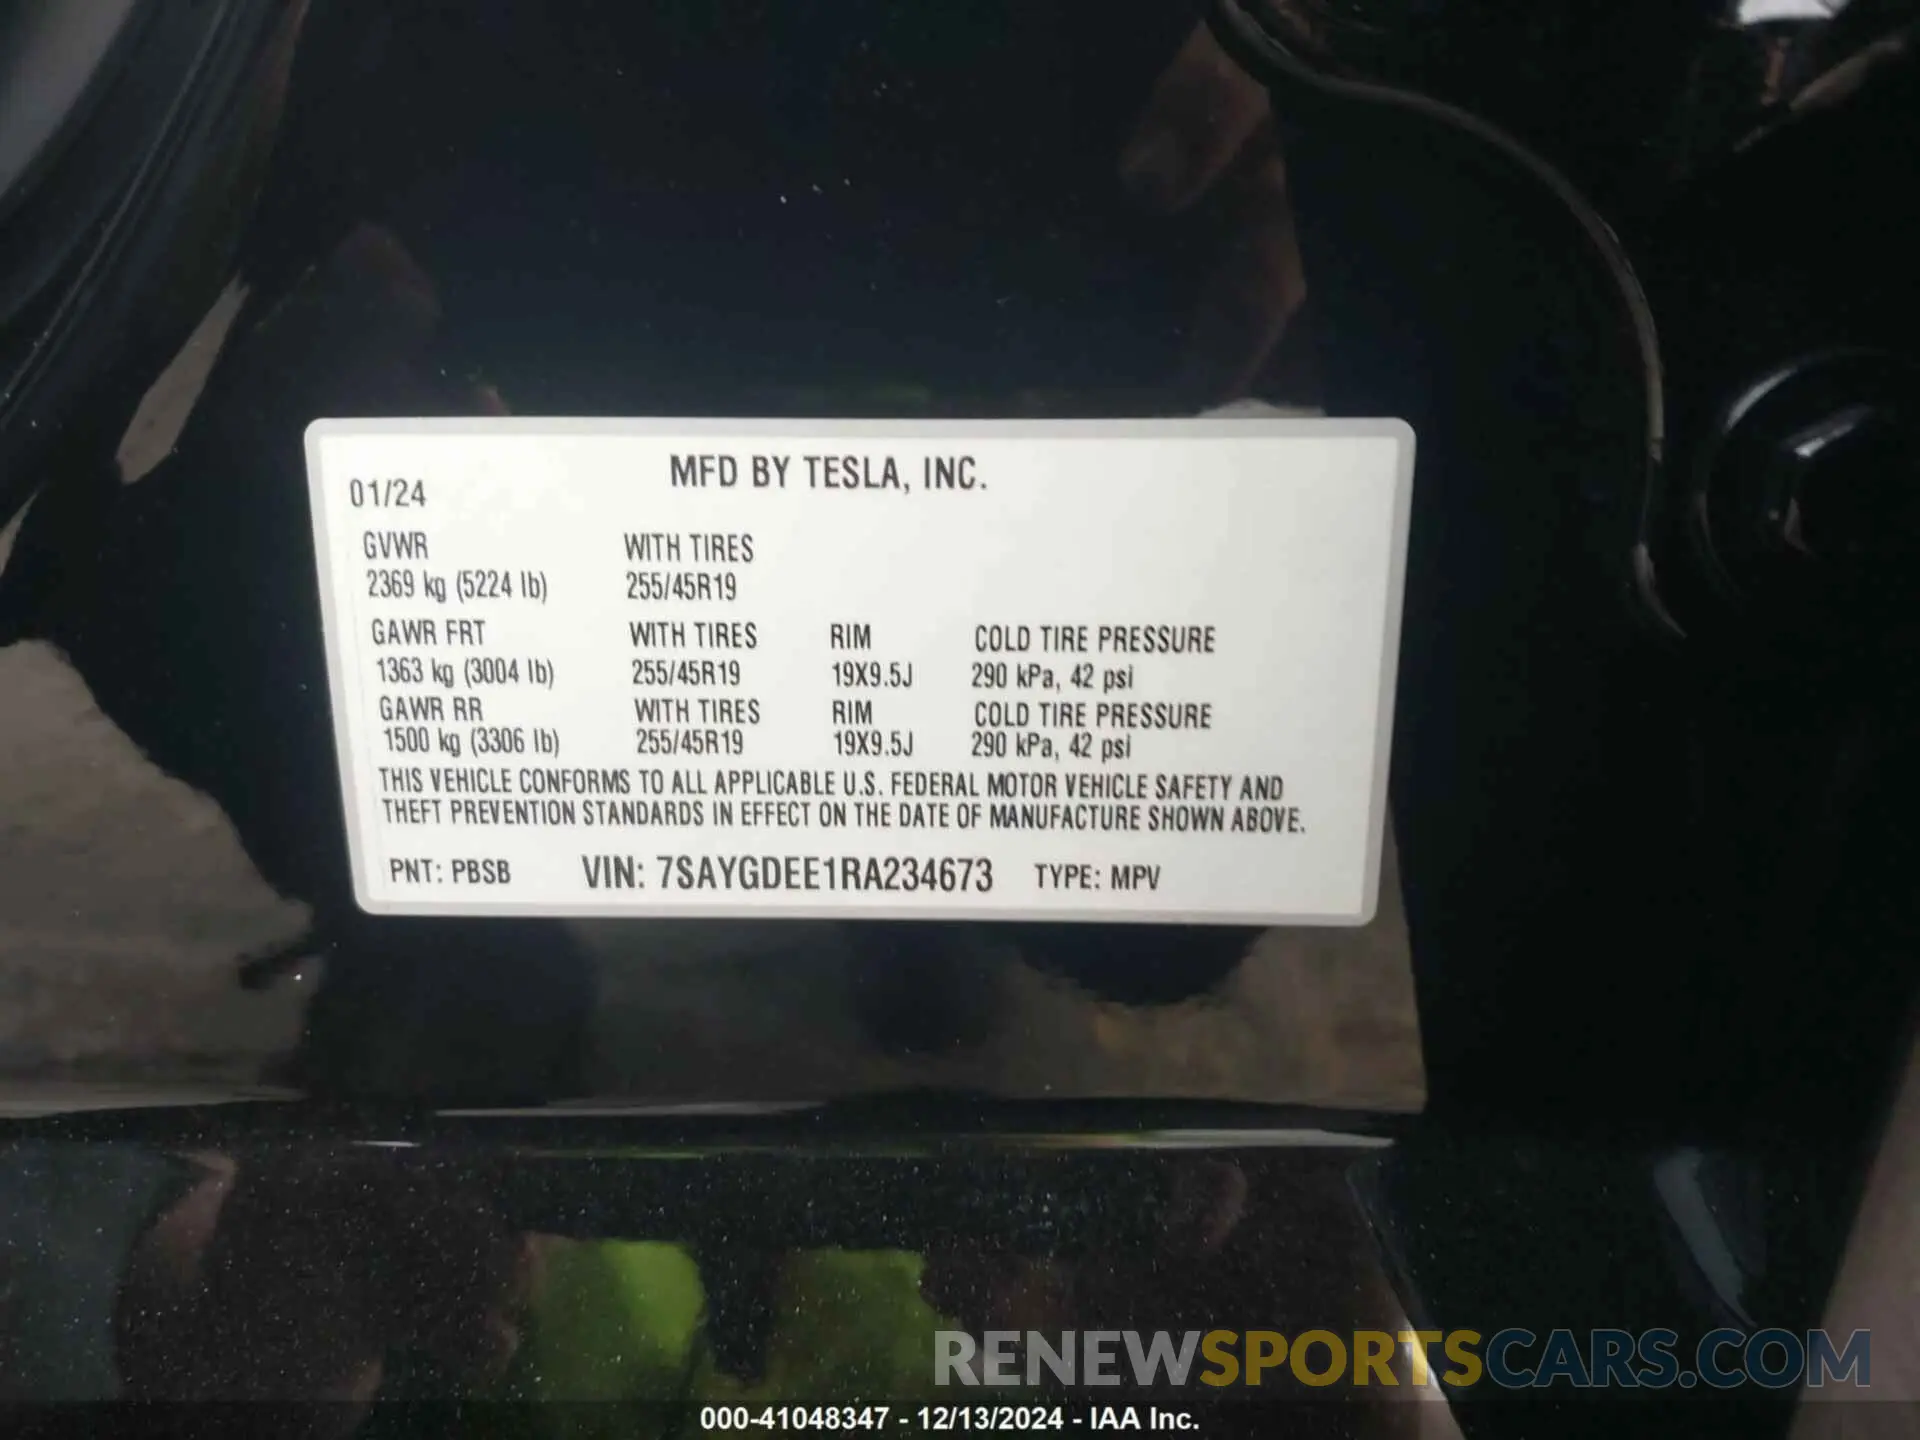 MFD BY TESLA, INC.
01/24
GVWR WITH TIRES
2369 kg (5224 lb) 255/45R19
GAWR FRT WITH TIRES RIM COLD TIRE PRESSURE
1363 kg (3004 lb) 255/45R19 19X9.5J 290 kPa, 42 psi
GAWR RR WITH TIRES RIM COLD TIRE PRESSURE
1500 kg (3306 lb) 255/45R19 19X9.5J 290 kPa, 42 psi
THIS VEHICLE CONFORMS TO ALL APPLICABLE U.S. FEDERAL MOTOR VEHICLE SAFETY AND
THEFT PREVENTION STANDARDS IN EFFECT ON THE DATE OF MANUFACTURE SHOWN ABOVE.
PNT: PBSB VIN: 7SAYGDEE1RA234673 TYPE: MPV
RENEWSPORTSCARS.COM
000-41048347 - 12/13/2024 - IAA Inc.